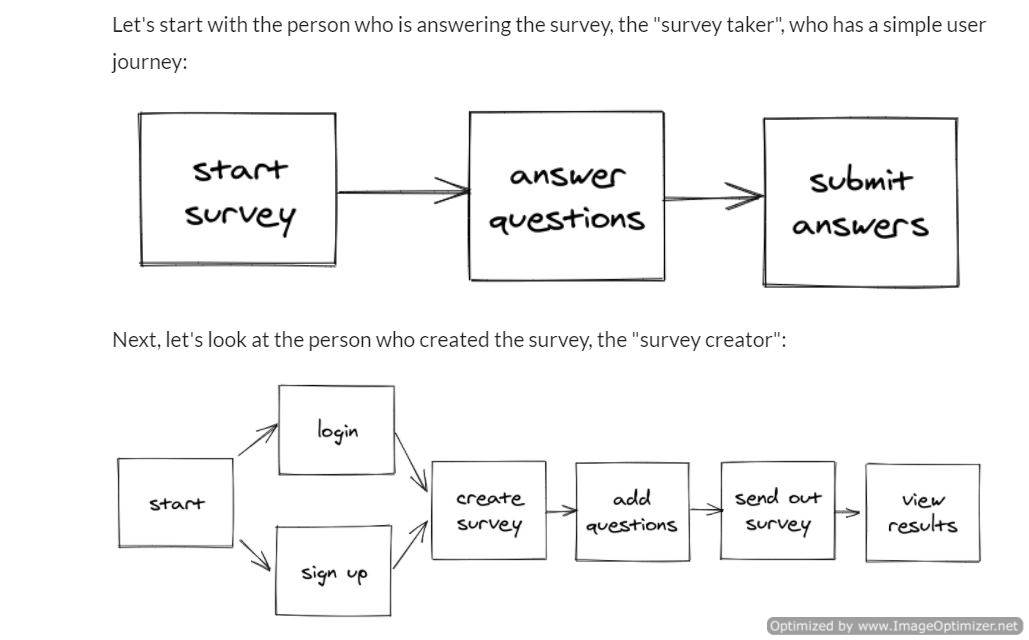 Let's start with the person who is answering the survey, the "survey taker", who has a simple user
journey:
start
survey
answer
questions
submit
answers
Next, let's look at the person who created the survey, the "survey creator":
login
start
create
survey
add
questions
send out
survey
view
results
sign up
Optimized by www.ImageOptimizer.net